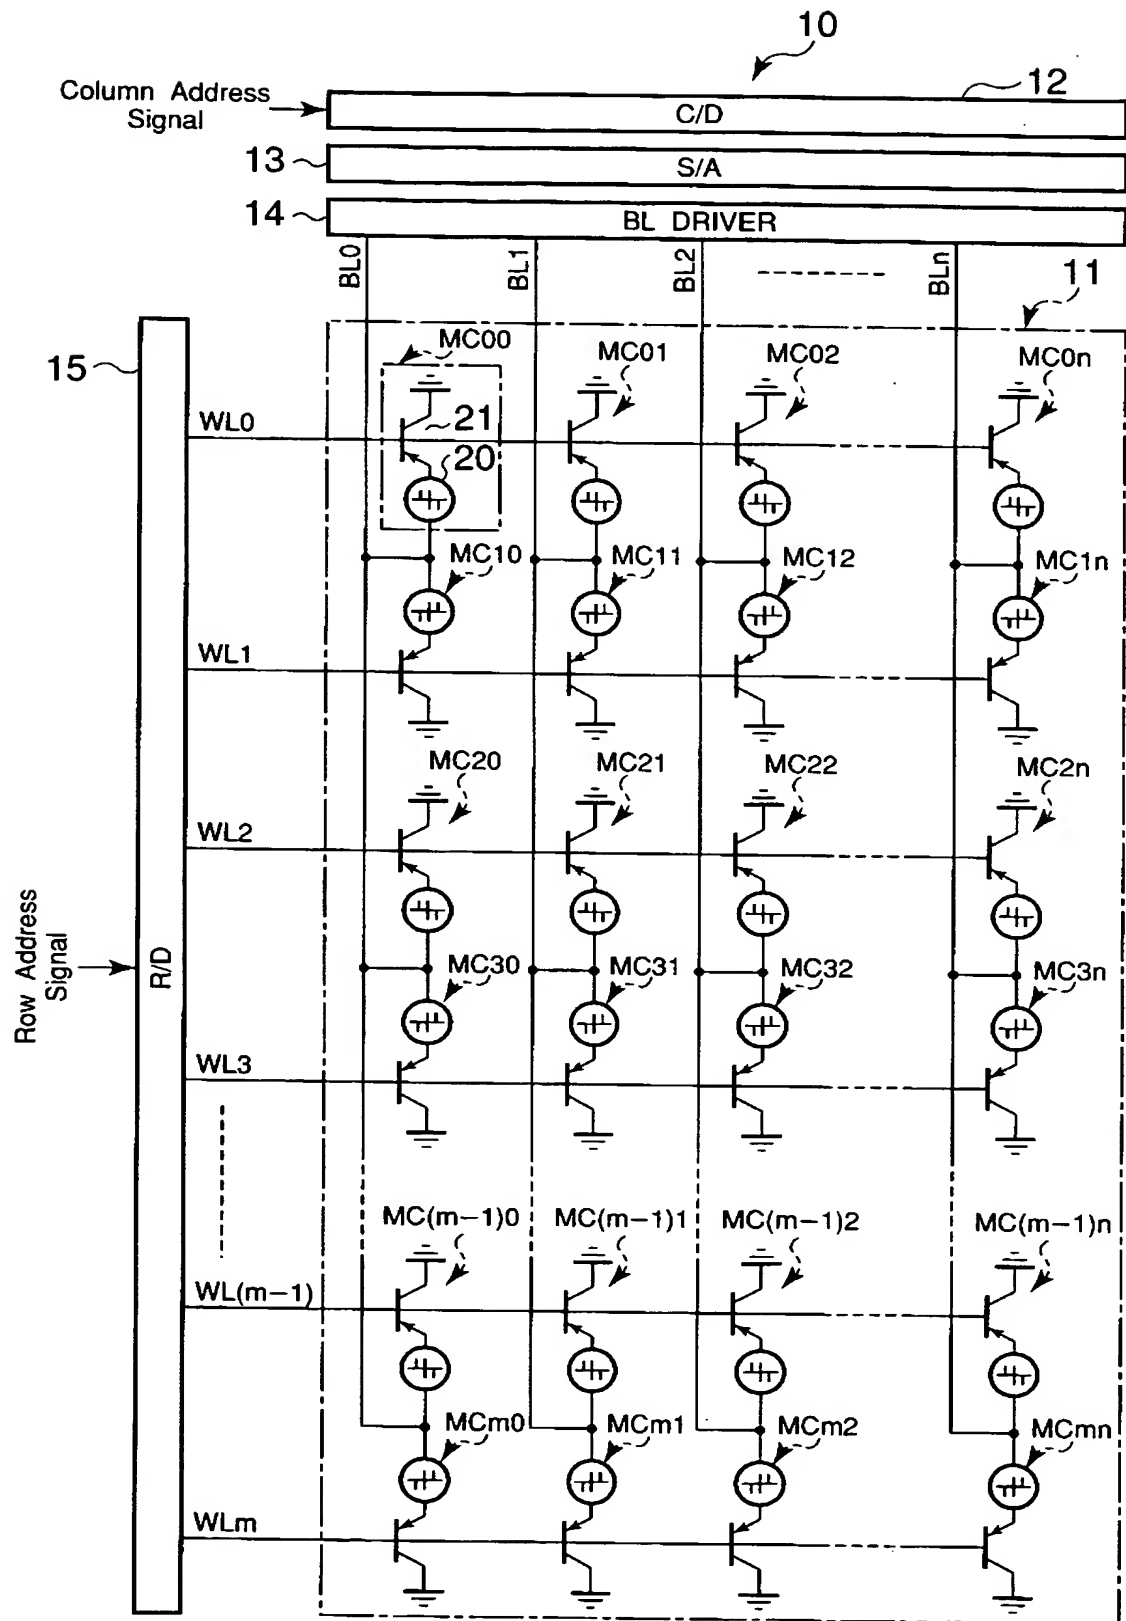 10
Column Address
Signal
12
C/D
13
S/A
14
BL DRIVER
BL0
BL1
BL2
BLn
11
15
MC00
MC01
MC02
MC0n
WL0
21
20
MC10
MC11
MC12
MC1n
WL1
MC20
MC21
MC22
MC2n
WL2
Row Address
Signal
R/D
MC30
MC31
MC32
MC3n
WL3
MC(m-1)0
MC(m-1)1
MC(m-1)2
MC(m-1)n
WL(m-1)
MCm0
MCm1
MCm2
MCmn
WLm